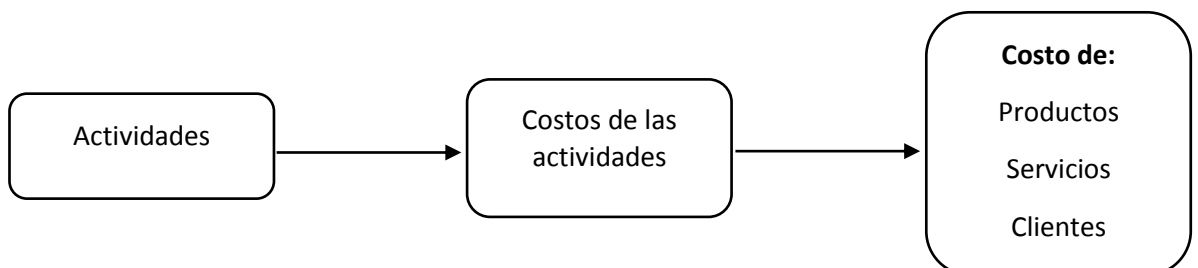 Actividades
Costos de las
actividades
Costo de:
Productos
Servicios
Clientes